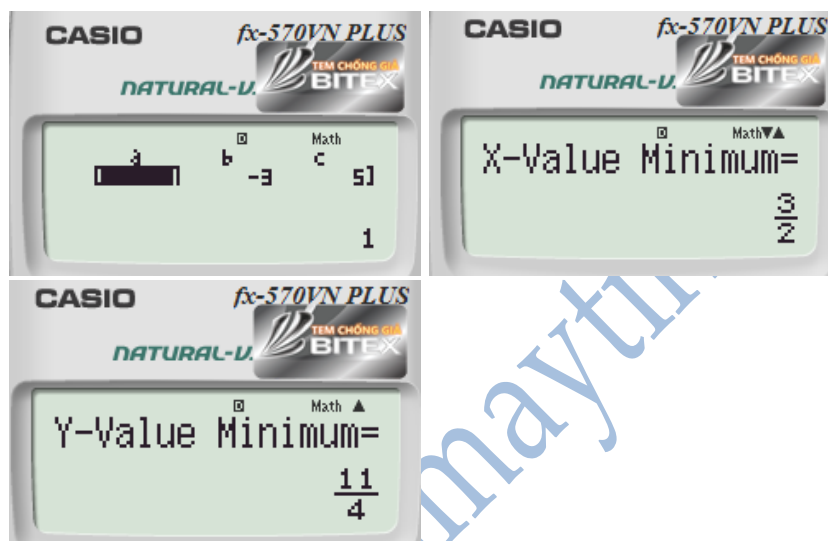 CASIO fx-570VN PLUS
TEM CHỐNG GIẢ
BITEX
NATURAL-V.
D Math
a b c
-3 5]
1
CASIO fx-570VN PLUS
TEM CHỐNG GIẢ
BITEX
NATURAL-V.
D Math▼▲
X-Value Minimum=
3/2
CASIO fx-570VN PLUS
TEM CHỐNG GIẢ
BITEX
NATURAL-V.
D Math ▲
Y-Value Minimum=
11/4
mayti